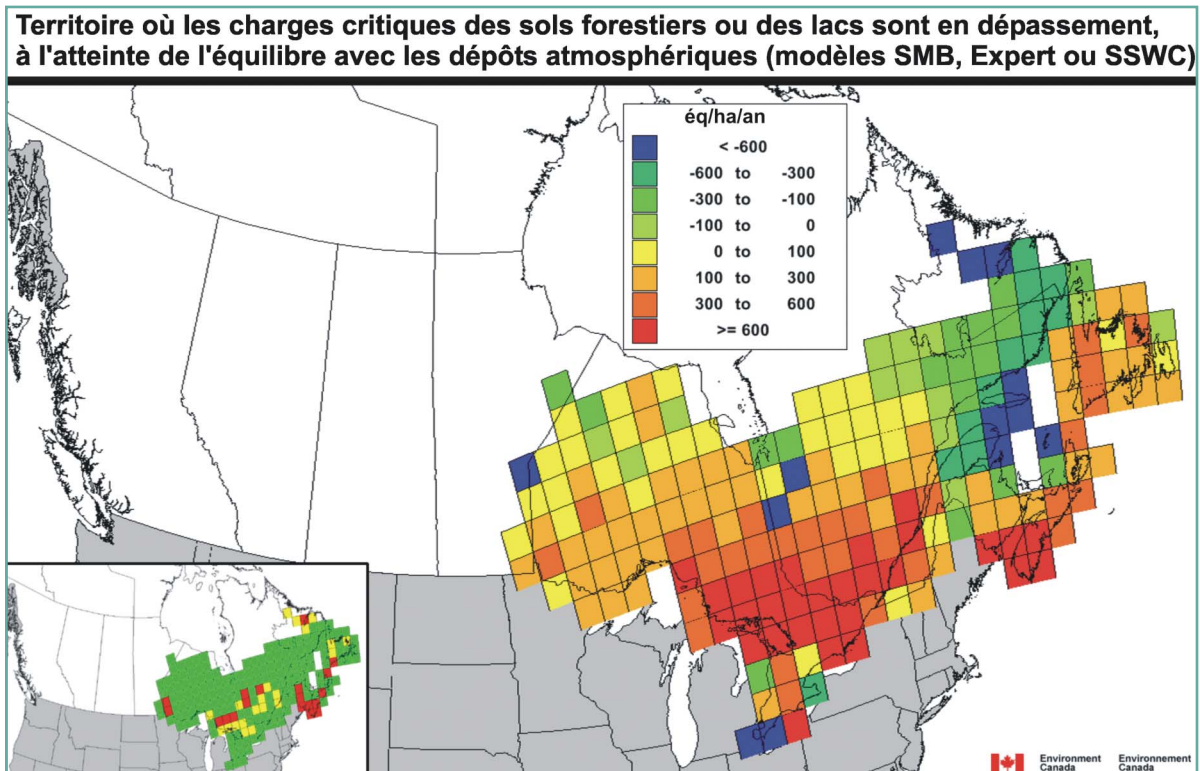 Territoire où les charges critiques des sols forestiers ou des lacs sont en dépassement,
à l'atteinte de l'équilibre avec les dépôts atmosphériques (modèles SMB, Expert ou SSWC)
éq/ha/an
< -600
-600 to -300
-300 to -100
-100 to 0
0 to 100
100 to 300
300 to 600
>= 600
Environment Environnement
Canada Canada